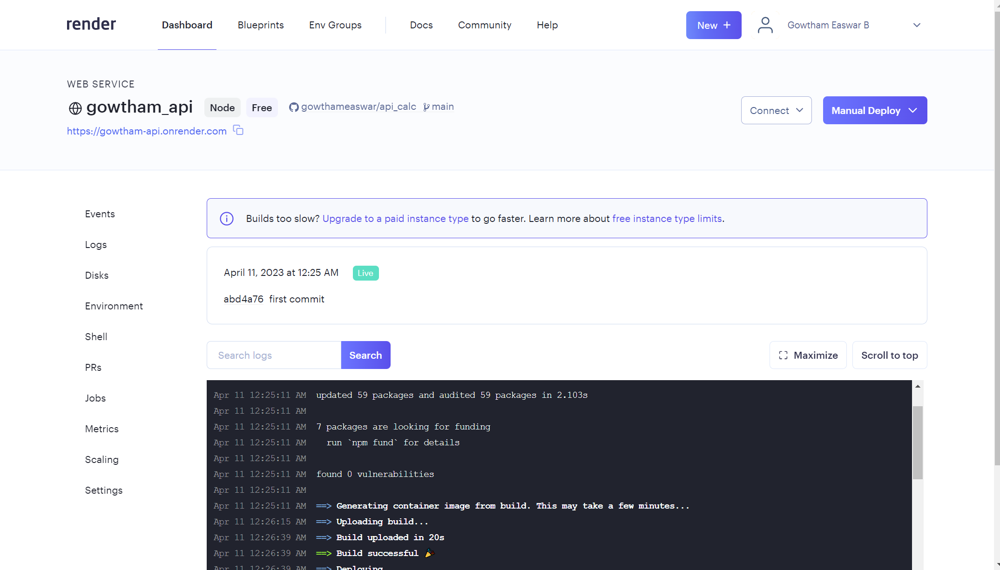 render
Dashboard Blueprints Env Groups Docs Community Help New + Gowtham Easwar B
WEB SERVICE
gowtham_api Node Free gowthameaswar/api_calc main
Connect Manual Deploy
https://gowtham-api.onrender.com
Events
Logs
Disks
Environment
Shell
PRs
Jobs
Metrics
Scaling
Settings
Builds too slow? Upgrade to a paid instance type to go faster. Learn more about free instance type limits.
April 11, 2023 at 12:25 AM Live
abd4a76 first commit
Search logs Search Maximize Scroll to top
Apr 11 12:25:11 AM updated 59 packages and audited 59 packages in 2.103s
Apr 11 12:25:11 AM
Apr 11 12:25:11 AM 7 packages are looking for funding
Apr 11 12:25:11 AM run `npm fund` for details
Apr 11 12:25:11 AM
Apr 11 12:25:11 AM found 0 vulnerabilities
Apr 11 12:25:11 AM
Apr 11 12:25:11 AM ==> Generating container image from build. This may take a few minutes...
Apr 11 12:26:15 AM ==> Uploading build...
Apr 11 12:26:39 AM ==> Build uploaded in 20s
Apr 11 12:26:39 AM ==> Build successful 🎉
Apr 11 12:26:39 AM ==> Deploying